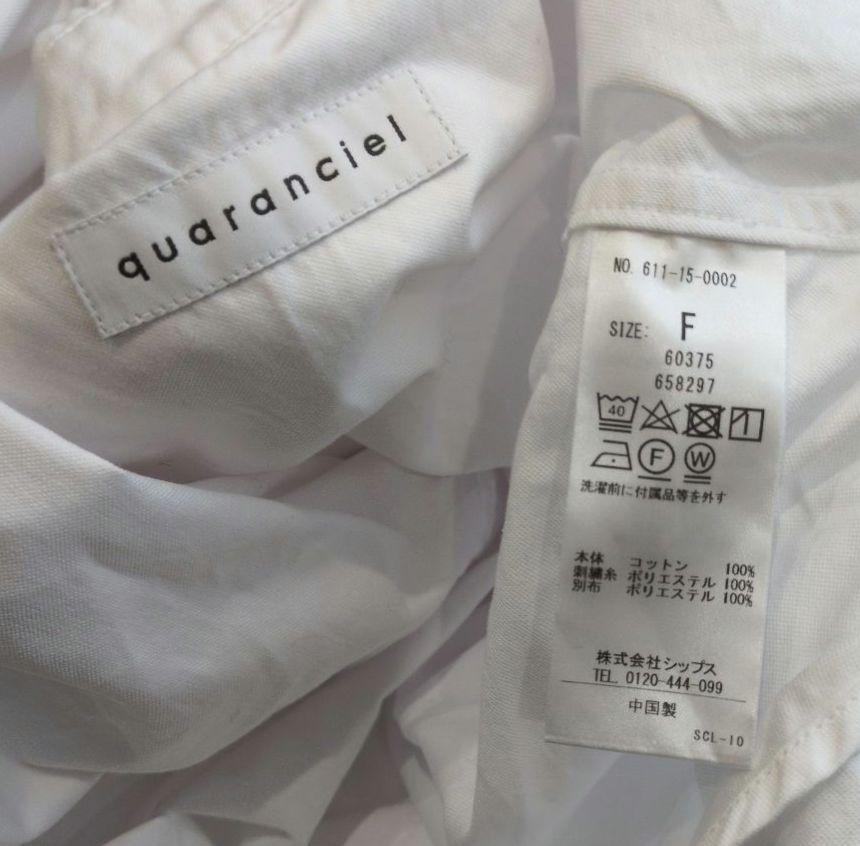 quaranciel
NO. 611-15-0002
SIZE: F
60375
658297
40
F W
洗濯前に付属品等を外す
本体 コットン 100%
刺繍糸 ポリエステル 100%
別布 ポリエステル 100%
株式会社シップス
TEL. 0120-444-099
中国製
SCL-10